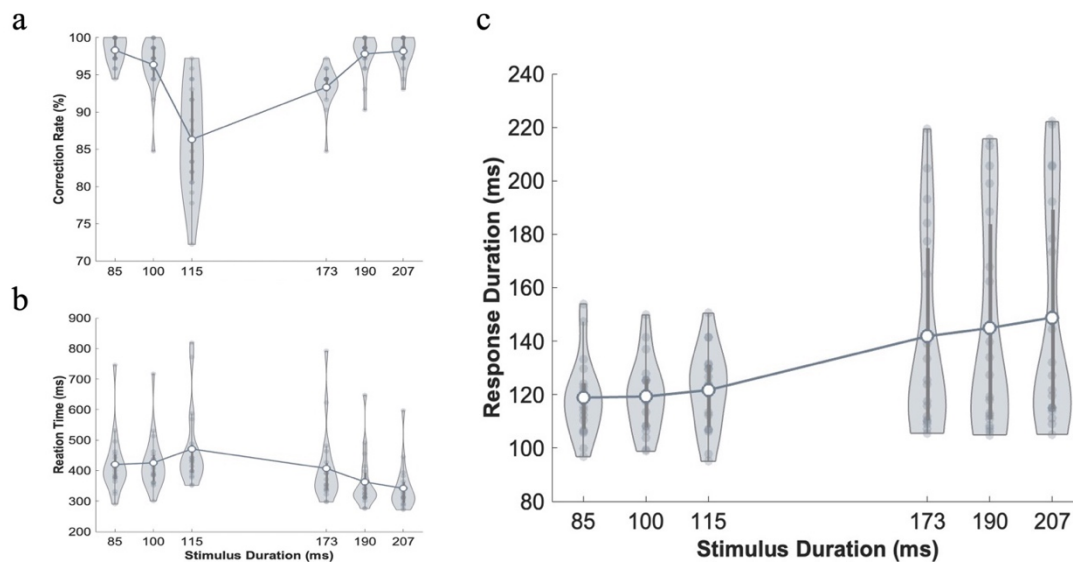 a
Correction Rate (%)
100
95
90
85
80
75
70
85 100 115 173 190 207
b
Reation Time (ms)
900
800
700
600
500
400
300
200
85 100 115 173 190 207
Stimulus Duration (ms)
c
Response Duration (ms)
240
220
200
180
160
140
120
100
80
85 100 115 173 190 207
Stimulus Duration (ms)